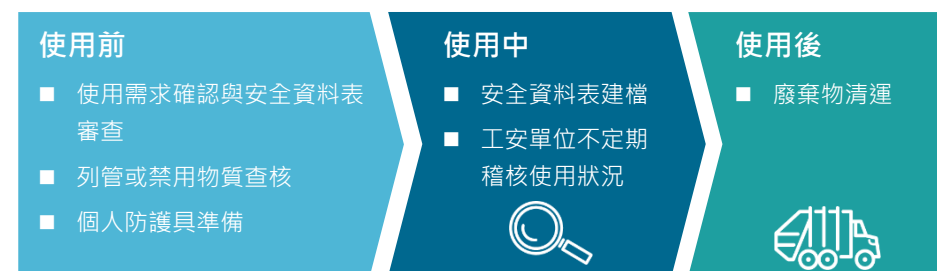 使用前
■ 使用需求確認與安全資料表
審查
■ 列管或禁用物質查核
■ 個人防護具準備
使用中
■ 安全資料表建檔
■ 工安單位不定期
稽核使用狀況
使用後
■ 廢棄物清運